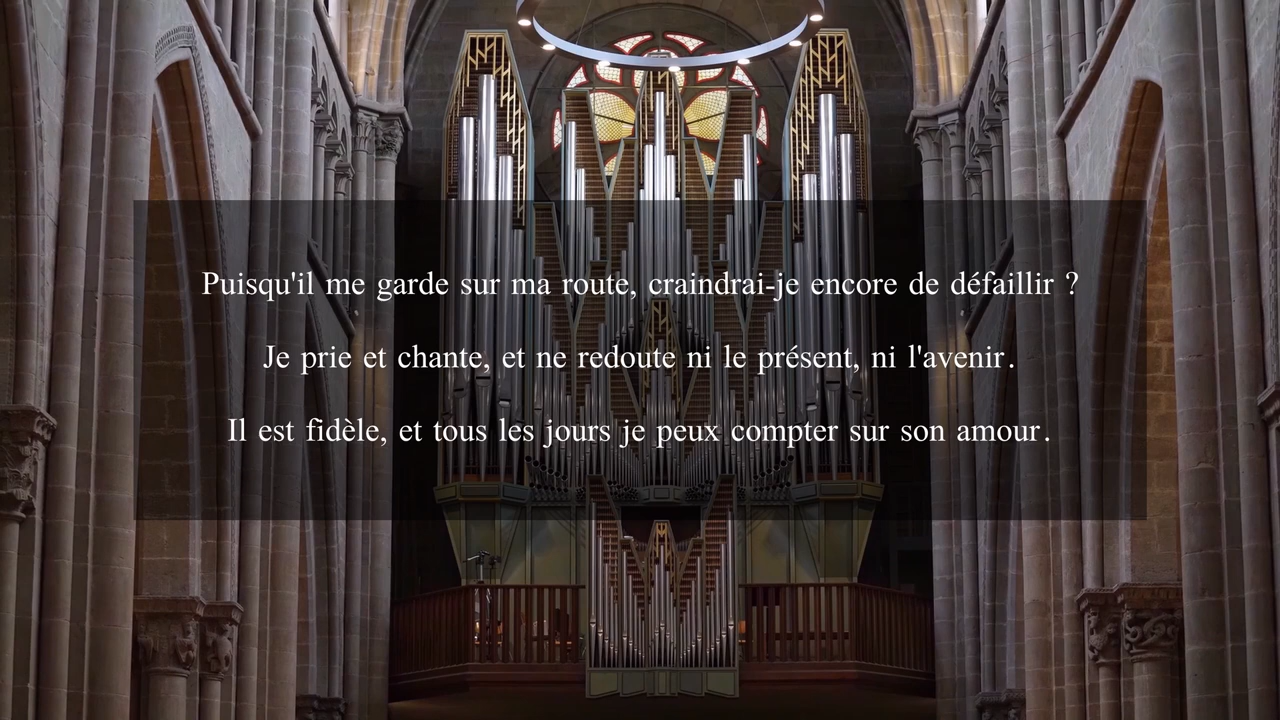 Puisqu'il me garde sur ma route, craindrai-je encore de défaillir ?
Je prie et chante, et ne redoute ni le présent, ni l'avenir.
Il est fidèle, et tous les jours je peux compter sur son amour.